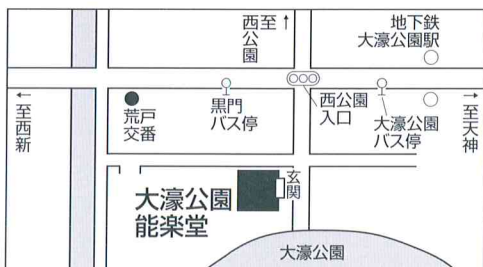 至西公園
↑
地下鉄
大濠公園駅
←至西新
荒戸
交番
黒門
バス停
西公園
入口
大濠公園
バス停
→至天神
大濠公園
能楽堂
玄関
大濠公園